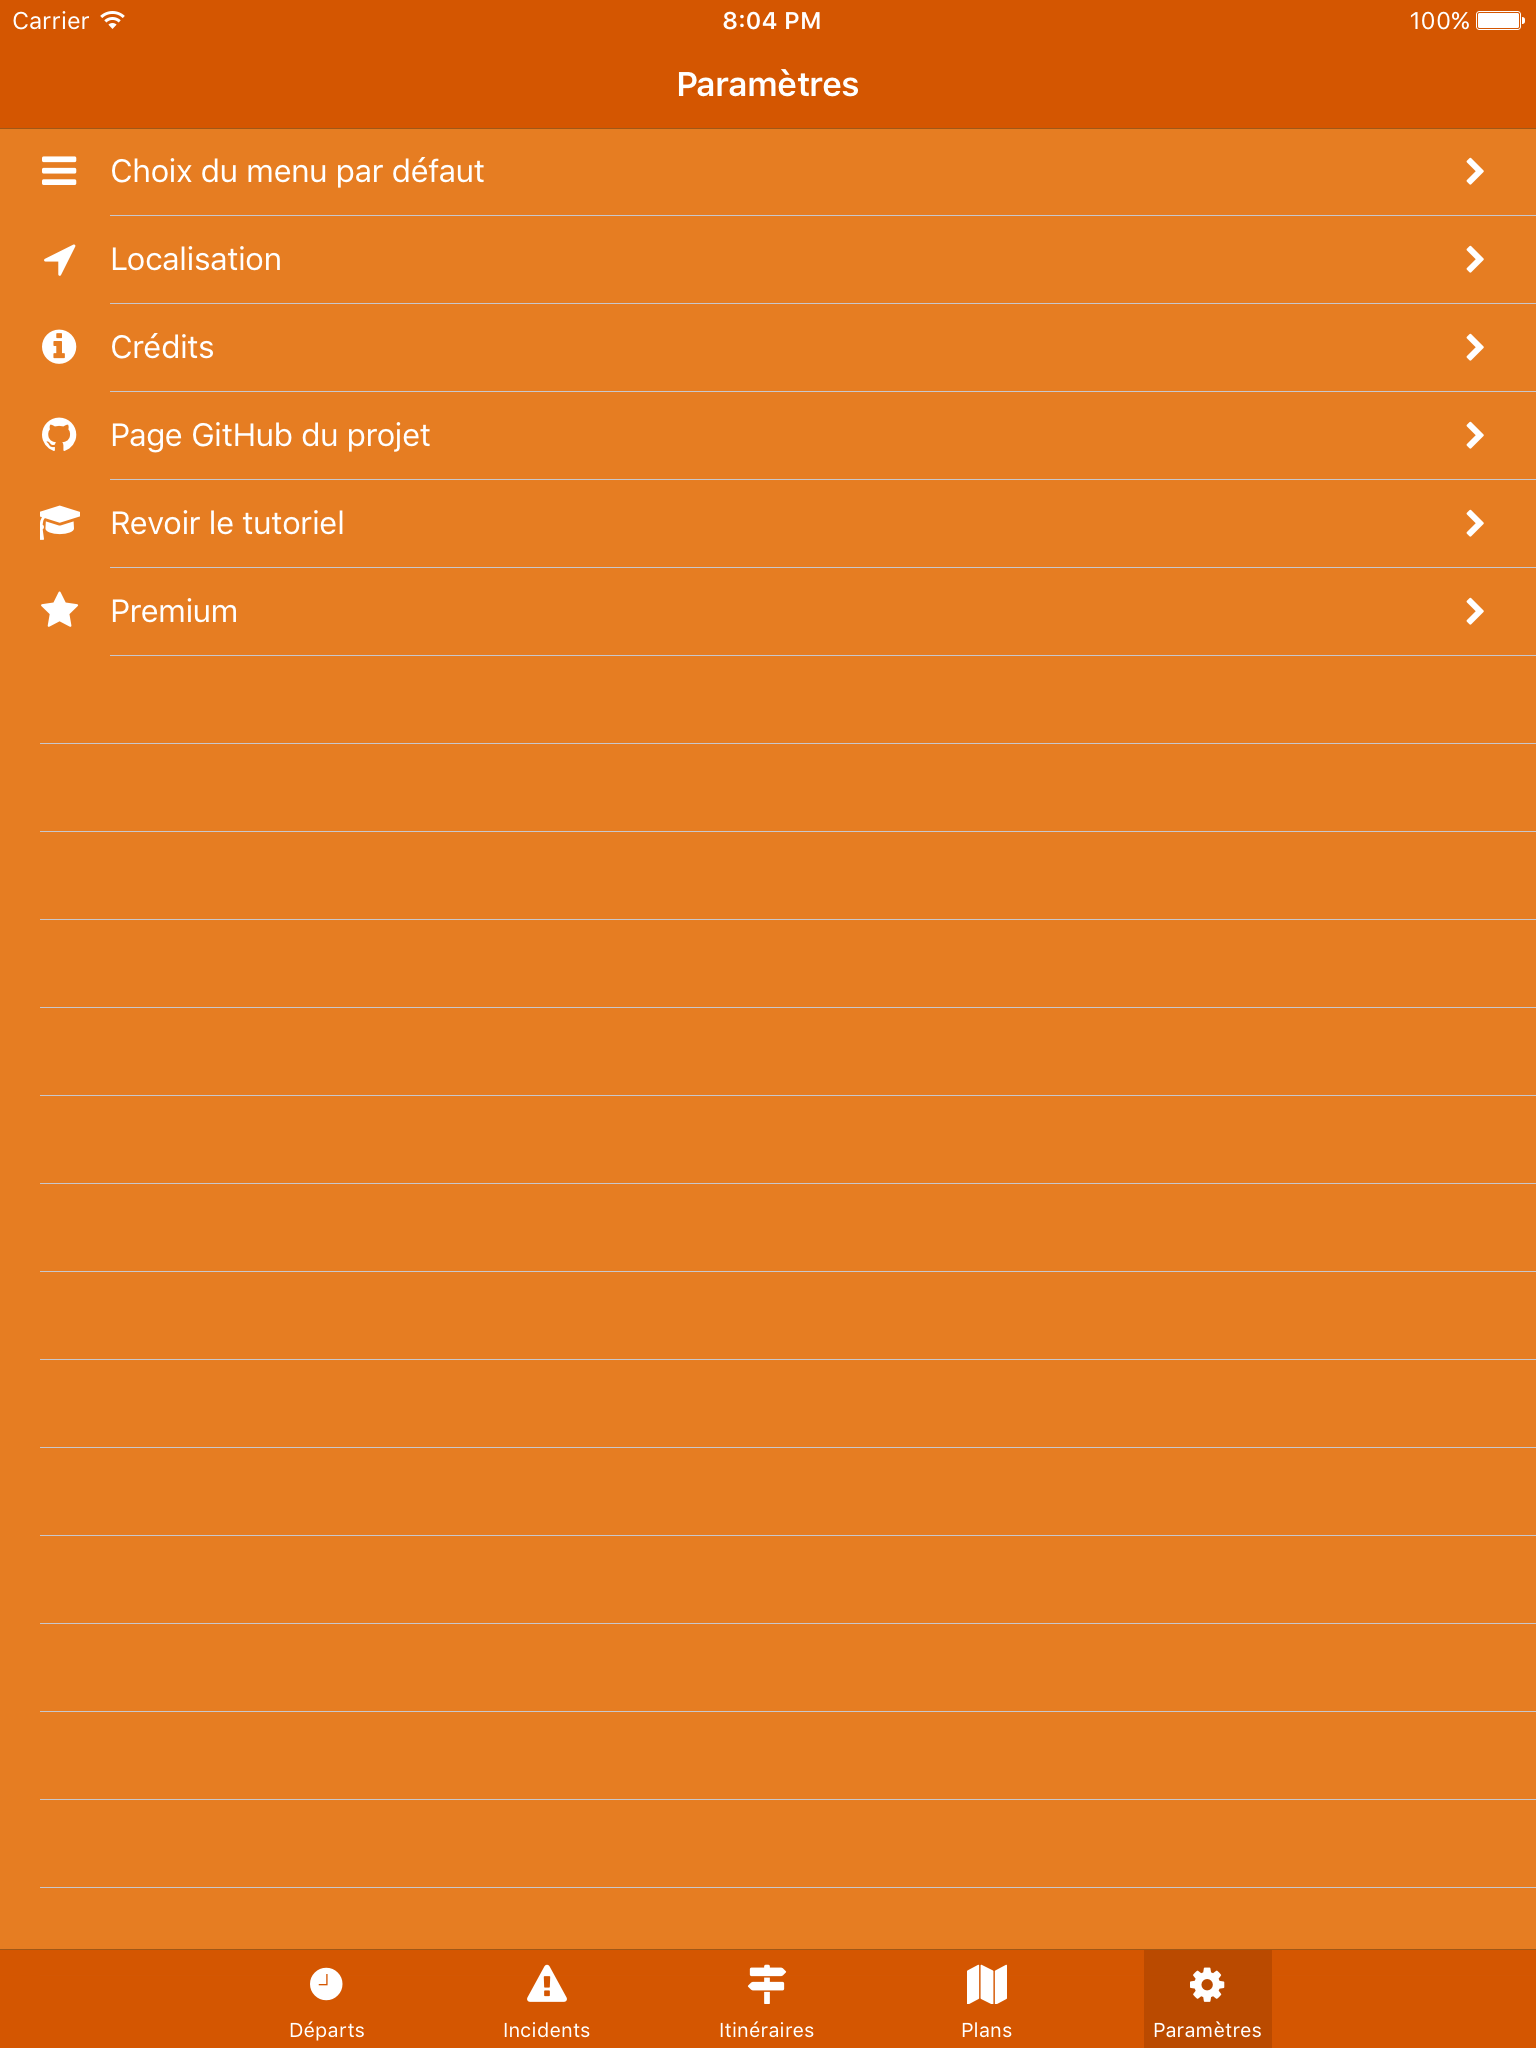 Carrier 8:04 PM 100%
Paramètres
Choix du menu par défaut
Localisation
Crédits
Page GitHub du projet
Revoir le tutoriel
Premium
Départs Incidents Itinéraires Plans Paramètres